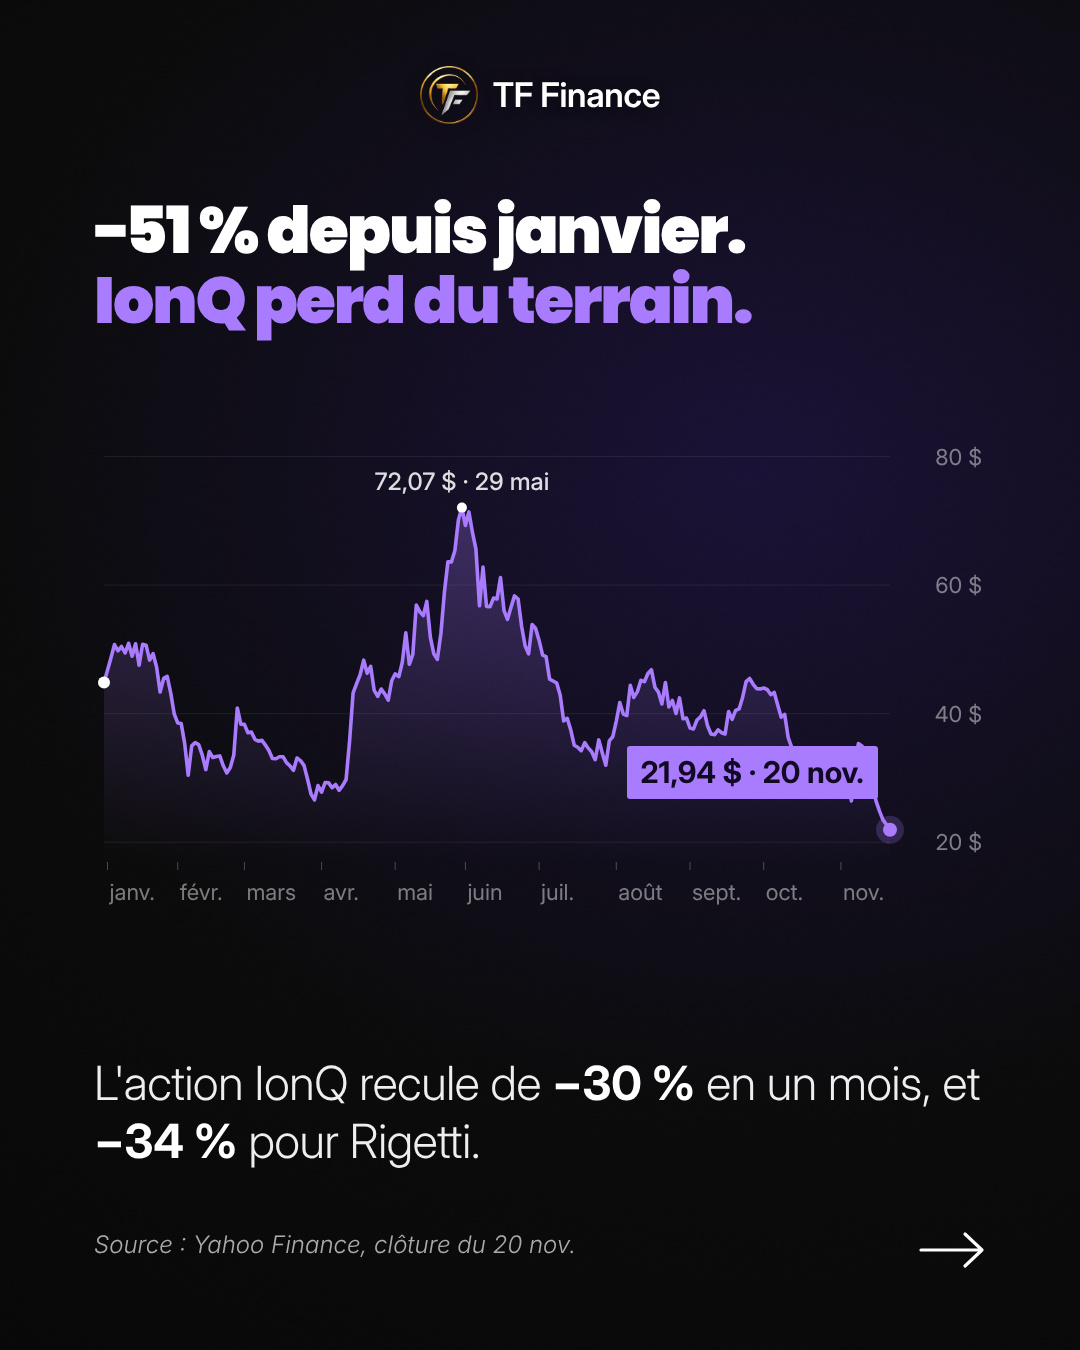 TF Finance
−51 % depuis janvier.
IonQ perd du terrain.
80 $
72,07 $ · 29 mai
60 $
40 $
21,94 $ · 20 nov.
20 $
janv. févr. mars avr. mai juin juil. août sept. oct. nov.
L'action IonQ recule de −30 % en un mois, et
−34 % pour Rigetti.
Source : Yahoo Finance, clôture du 20 nov.